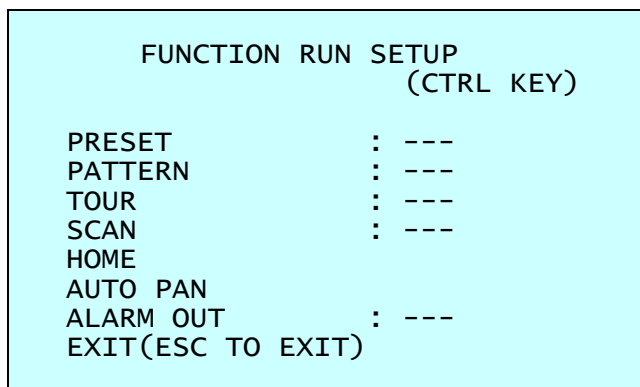 FUNCTION RUN SETUP
(CTRL KEY)
PRESET : ---
PATTERN : ---
TOUR : ---
SCAN : ---
HOME
AUTO PAN
ALARM OUT : ---
EXIT(ESC TO EXIT)